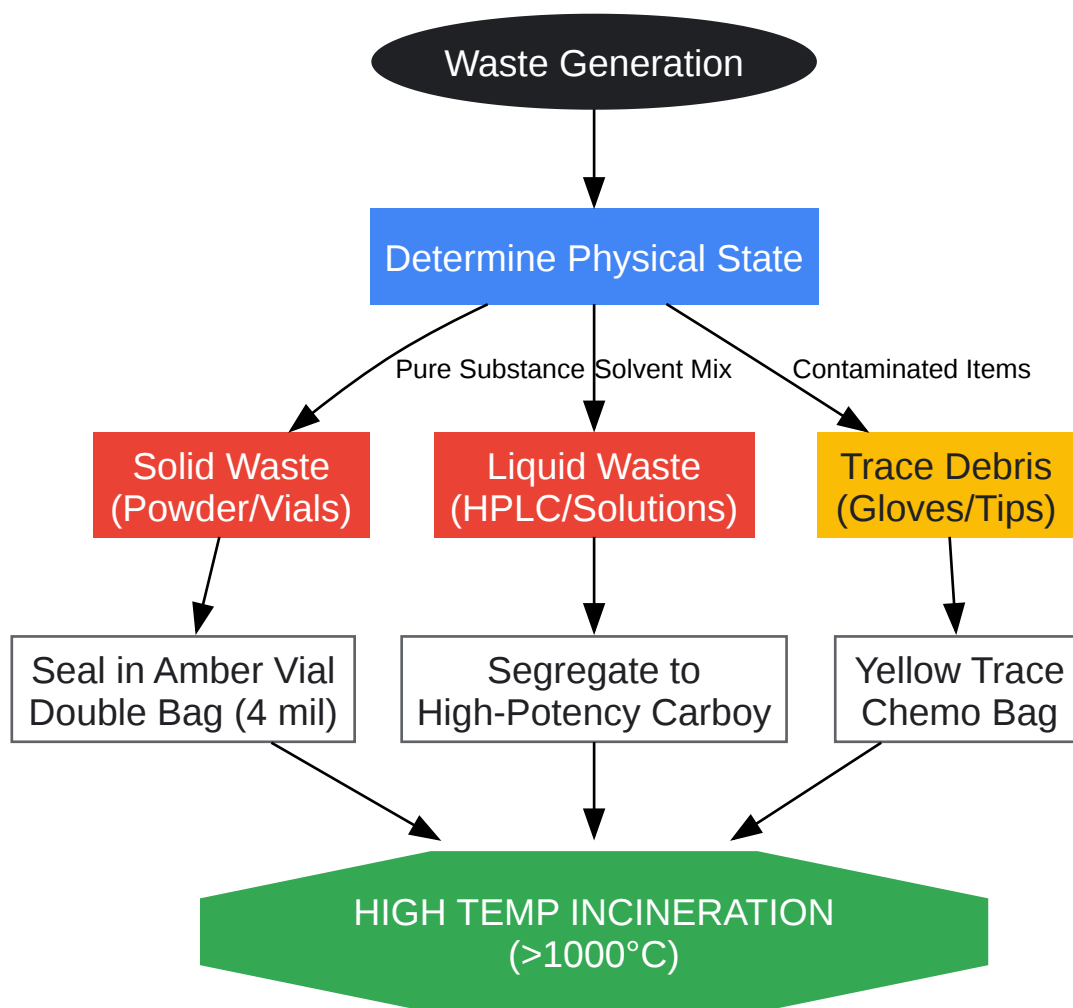 Waste Generation
Determine Physical State
Pure Substance
Solvent Mix
Contaminated Items
Solid Waste
(Powder/Vials)
Liquid Waste
(HPLC/Solutions)
Trace Debris
(Gloves/Tips)
Seal in Amber Vial
Double Bag (4 mil)
Segregate to
High-Potency Carboy
Yellow Trace
Chemo Bag
HIGH TEMP INCINERATION
(>1000°C)